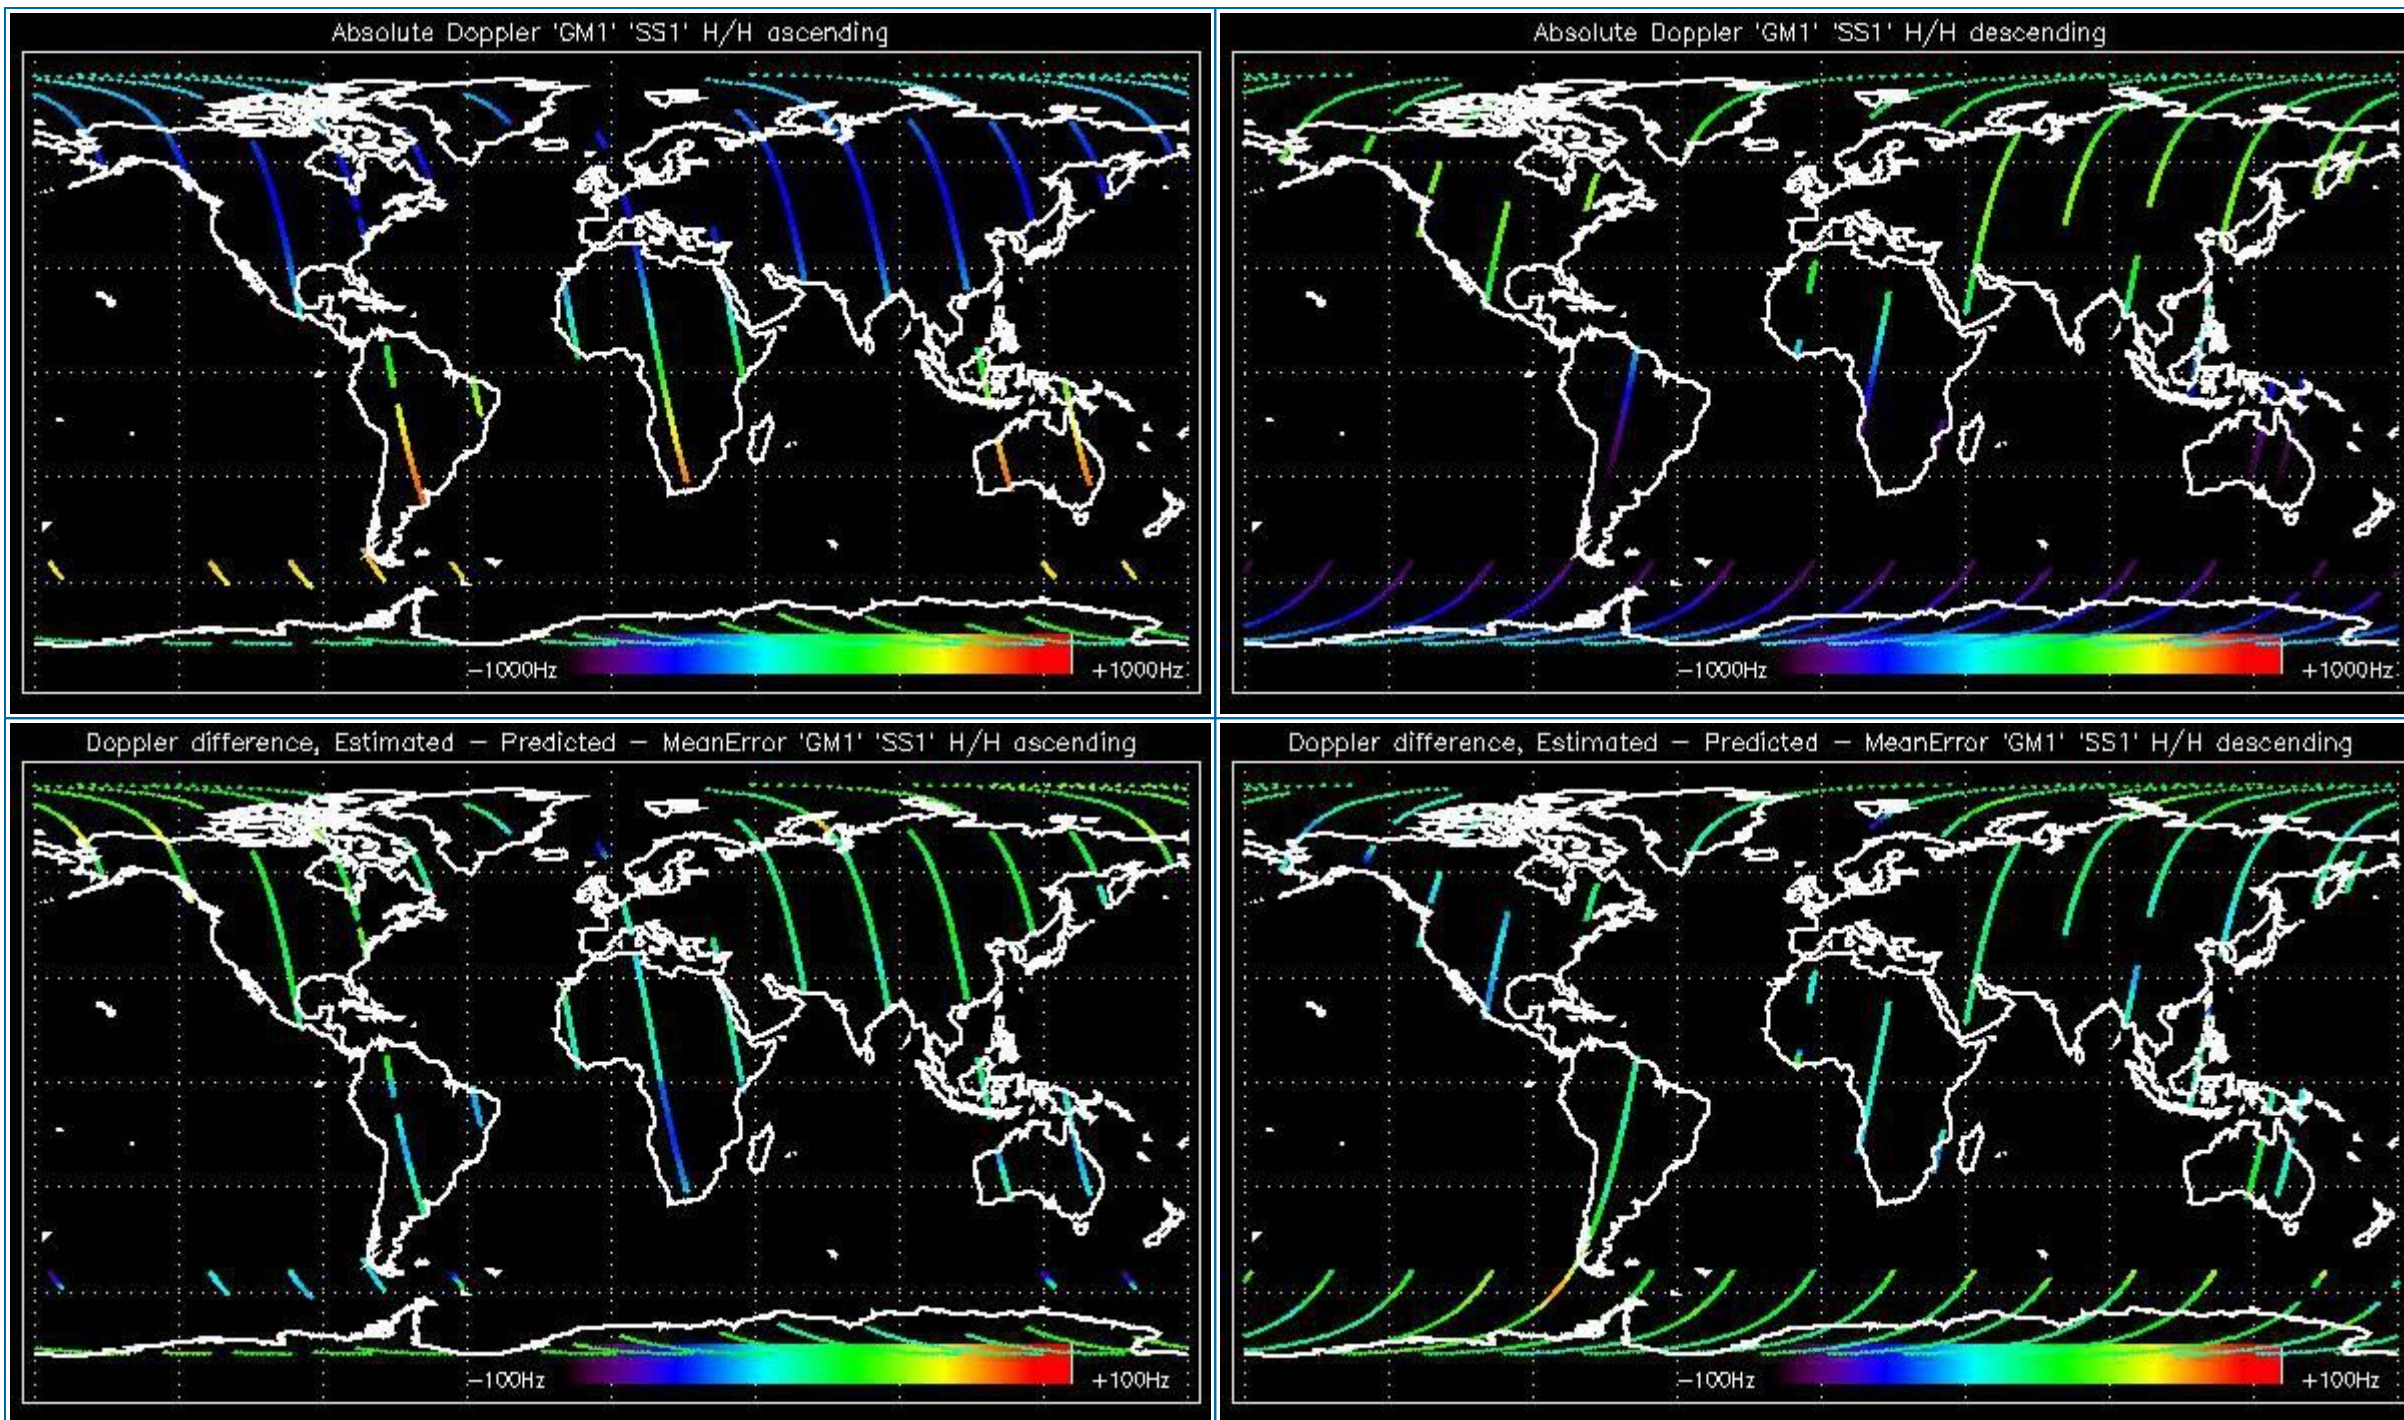 Absolute Doppler 'GM1' 'SS1' H/H ascending
−1000Hz
+1000Hz
Absolute Doppler 'GM1' 'SS1' H/H descending
−1000Hz
+1000Hz
Doppler difference, Estimated − Predicted − MeanError 'GM1' 'SS1' H/H ascending
−100Hz
+100Hz
Doppler difference, Estimated − Predicted − MeanError 'GM1' 'SS1' H/H descending
−100Hz
+100Hz